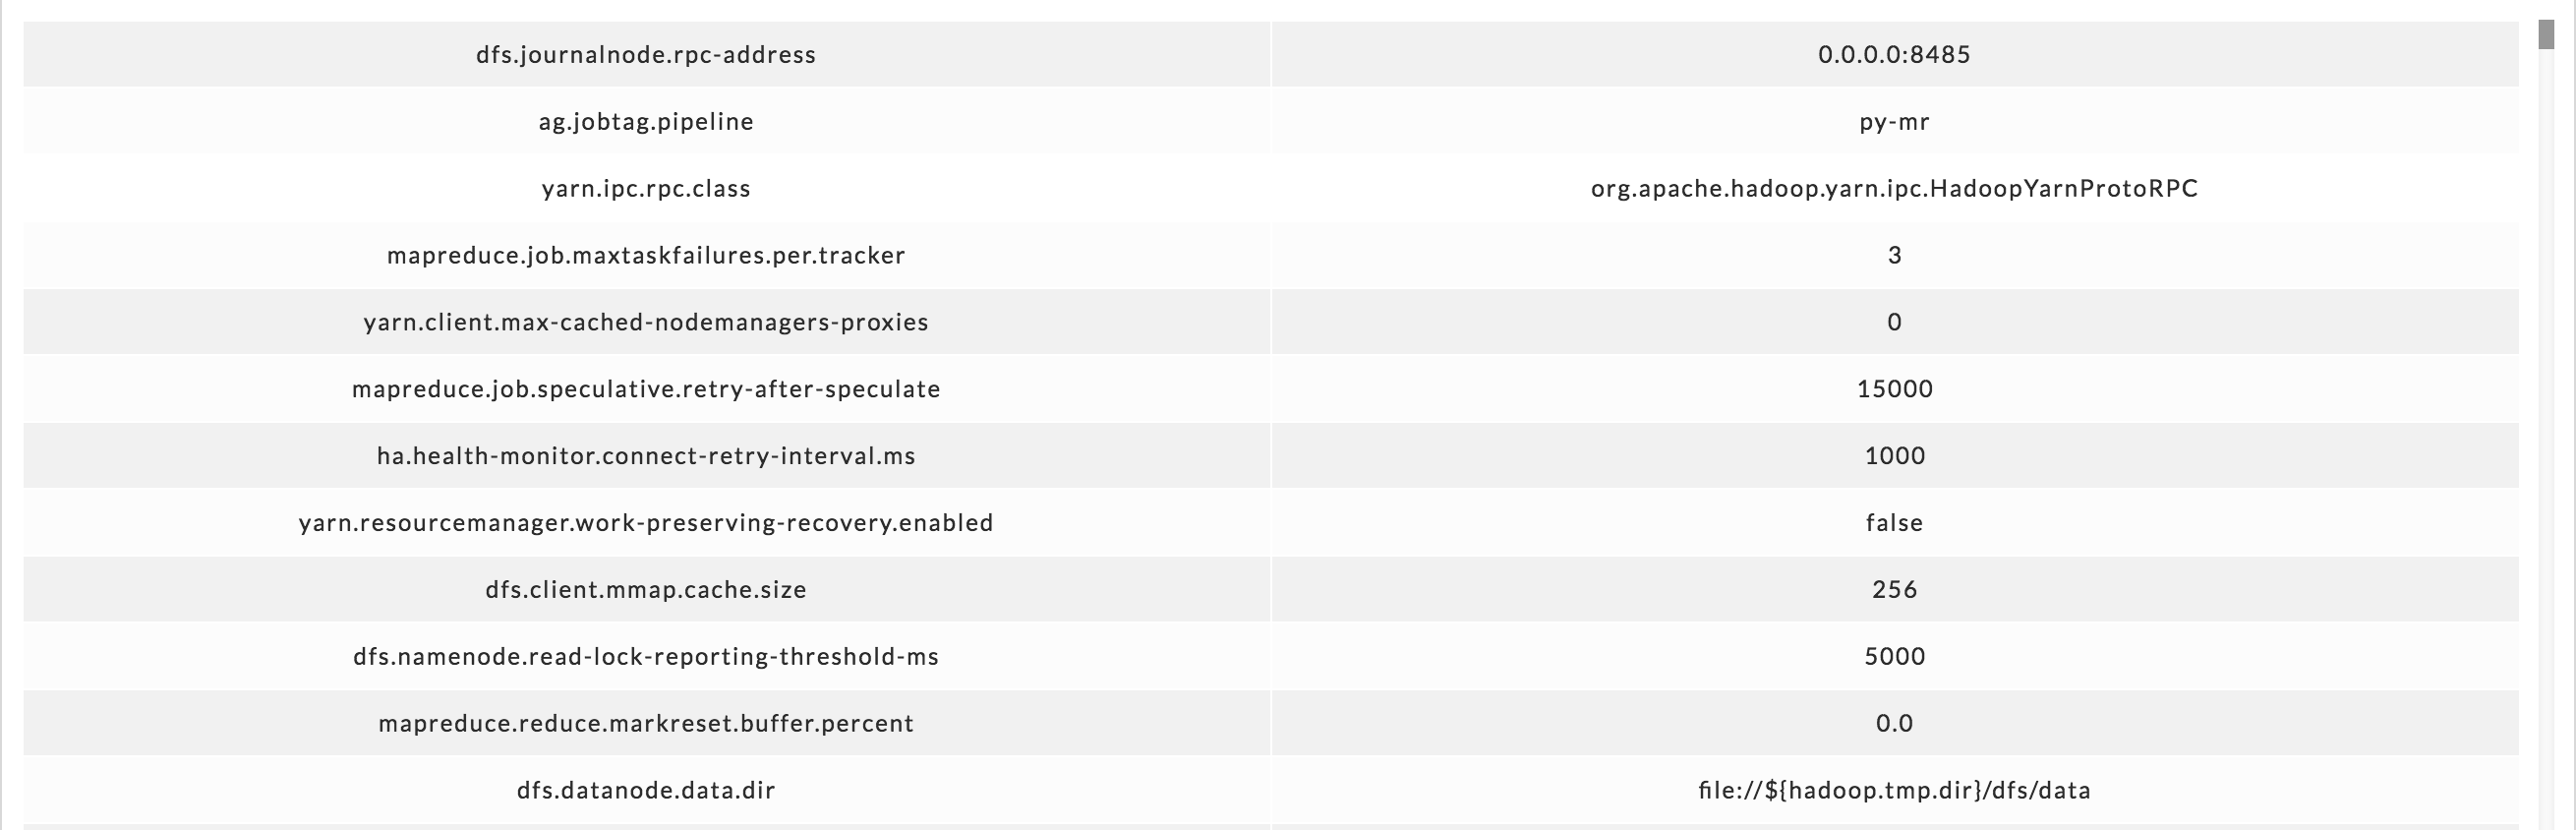 dfs.journalnode.rpc-address 0.0.0.0:8485
ag.jobtag.pipeline py-mr
yarn.ipc.rpc.class org.apache.hadoop.yarn.ipc.HadoopYarnProtoRPC
mapreduce.job.maxtaskfailures.per.tracker 3
yarn.client.max-cached-nodemanagers-proxies 0
mapreduce.job.speculative.retry-after-speculate 15000
ha.health-monitor.connect-retry-interval.ms 1000
yarn.resourcemanager.work-preserving-recovery.enabled false
dfs.client.mmap.cache.size 256
dfs.namenode.read-lock-reporting-threshold-ms 5000
mapreduce.reduce.markreset.buffer.percent 0.0
dfs.datanode.data.dir file://${hadoop.tmp.dir}/dfs/data